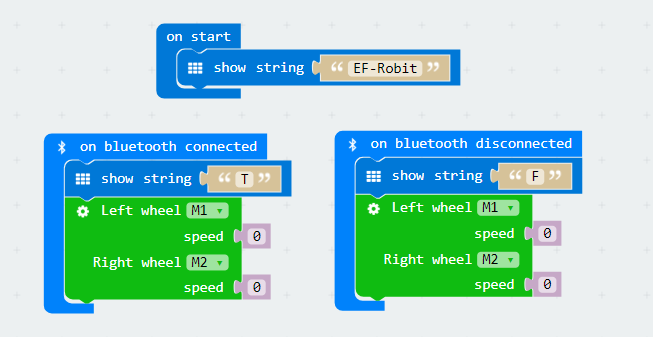 on start
show string “ EF-Robit ”
on bluetooth connected
show string “ T ”
Left wheel M1
speed 0
Right wheel M2
speed 0
on bluetooth disconnected
show string “ F ”
Left wheel M1
speed 0
Right wheel M2
speed 0